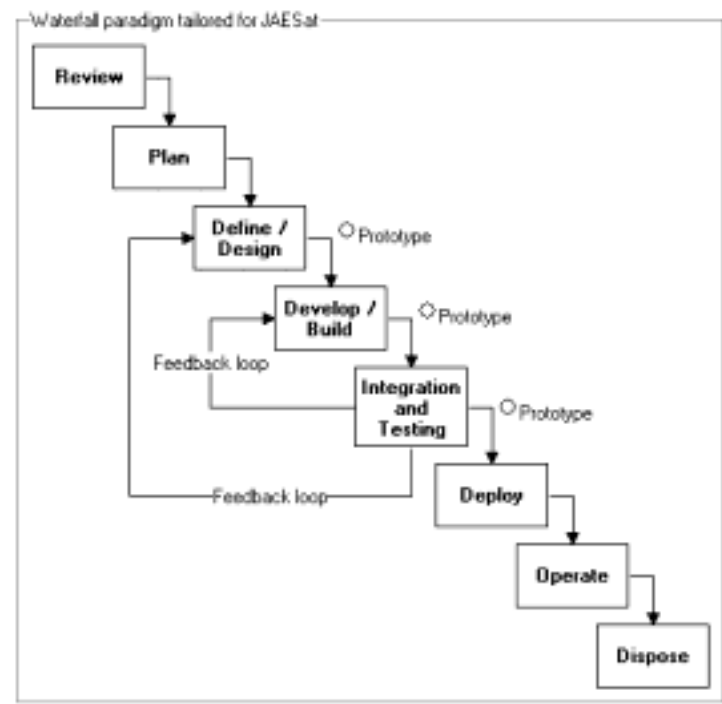 Waterfall paradigm tailored for JAESat
Review
Plan
Define /
Design
Prototype
Develop /
Build
Prototype
Feedback loop
Integration
and
Testing
Prototype
Deploy
Feedback loop
Operate
Dispose